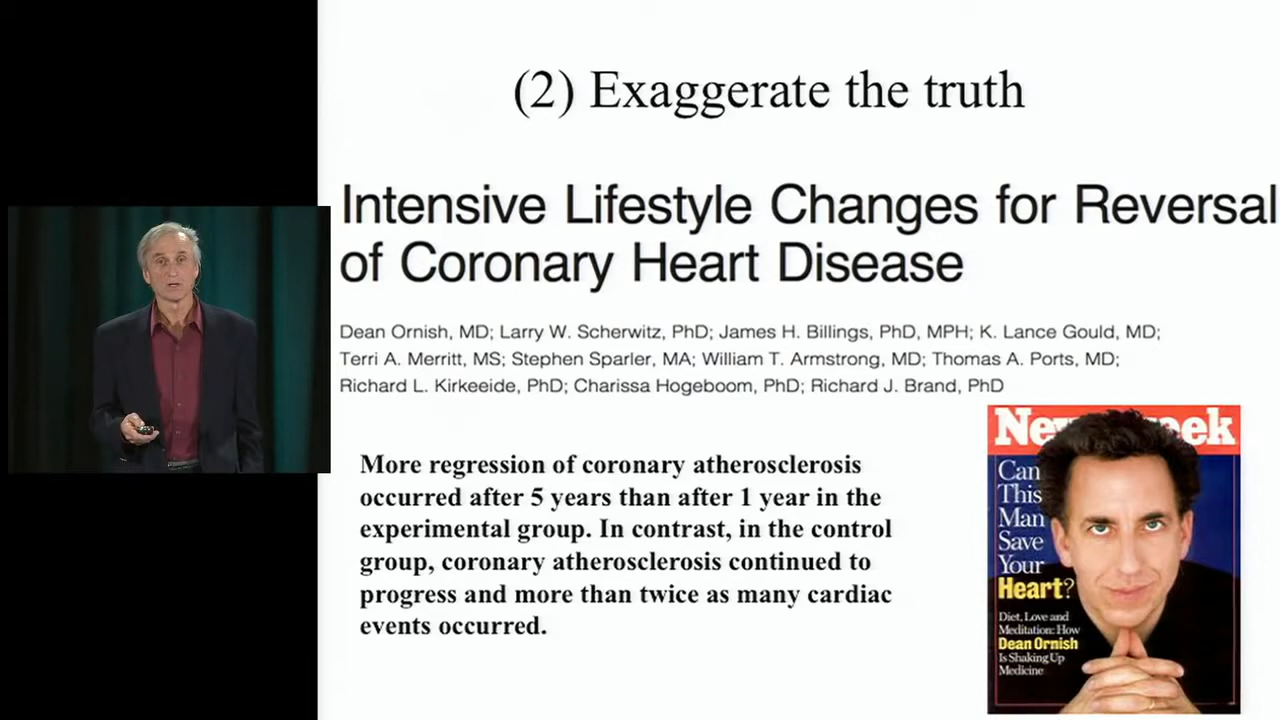 (2) Exaggerate the truth
Intensive Lifestyle Changes for Reversal
of Coronary Heart Disease
Dean Ornish, MD; Larry W. Scherwitz, PhD; James H. Billings, PhD, MPH; K. Lance Gould, MD;
Terri A. Merritt, MS; Stephen Sparler, MA; William T. Armstrong, MD; Thomas A. Ports, MD;
Richard L. Kirkeeide, PhD; Charissa Hogeboom, PhD; Richard J. Brand, PhD
More regression of coronary atherosclerosis
occurred after 5 years than after 1 year in the
experimental group. In contrast, in the control
group, coronary atherosclerosis continued to
progress and more than twice as many cardiac
events occurred.
Newsweek
Can
This
Man
Save
Your
Heart?
Diet, Love and
Meditation: How
Dean Ornish
Is Shaking Up
Medicine